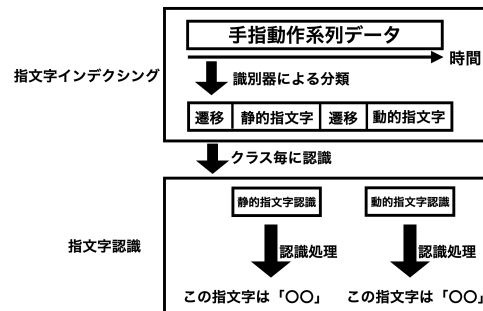 手指動作系列データ
時間
指文字インデクシング
識別器による分類
遷移 静的指文字 遷移 動的指文字
クラス毎に認識
静的指文字認識 動的指文字認識
指文字認識
認識処理 認識処理
この指文字は「〇〇」 この指文字は「〇〇」